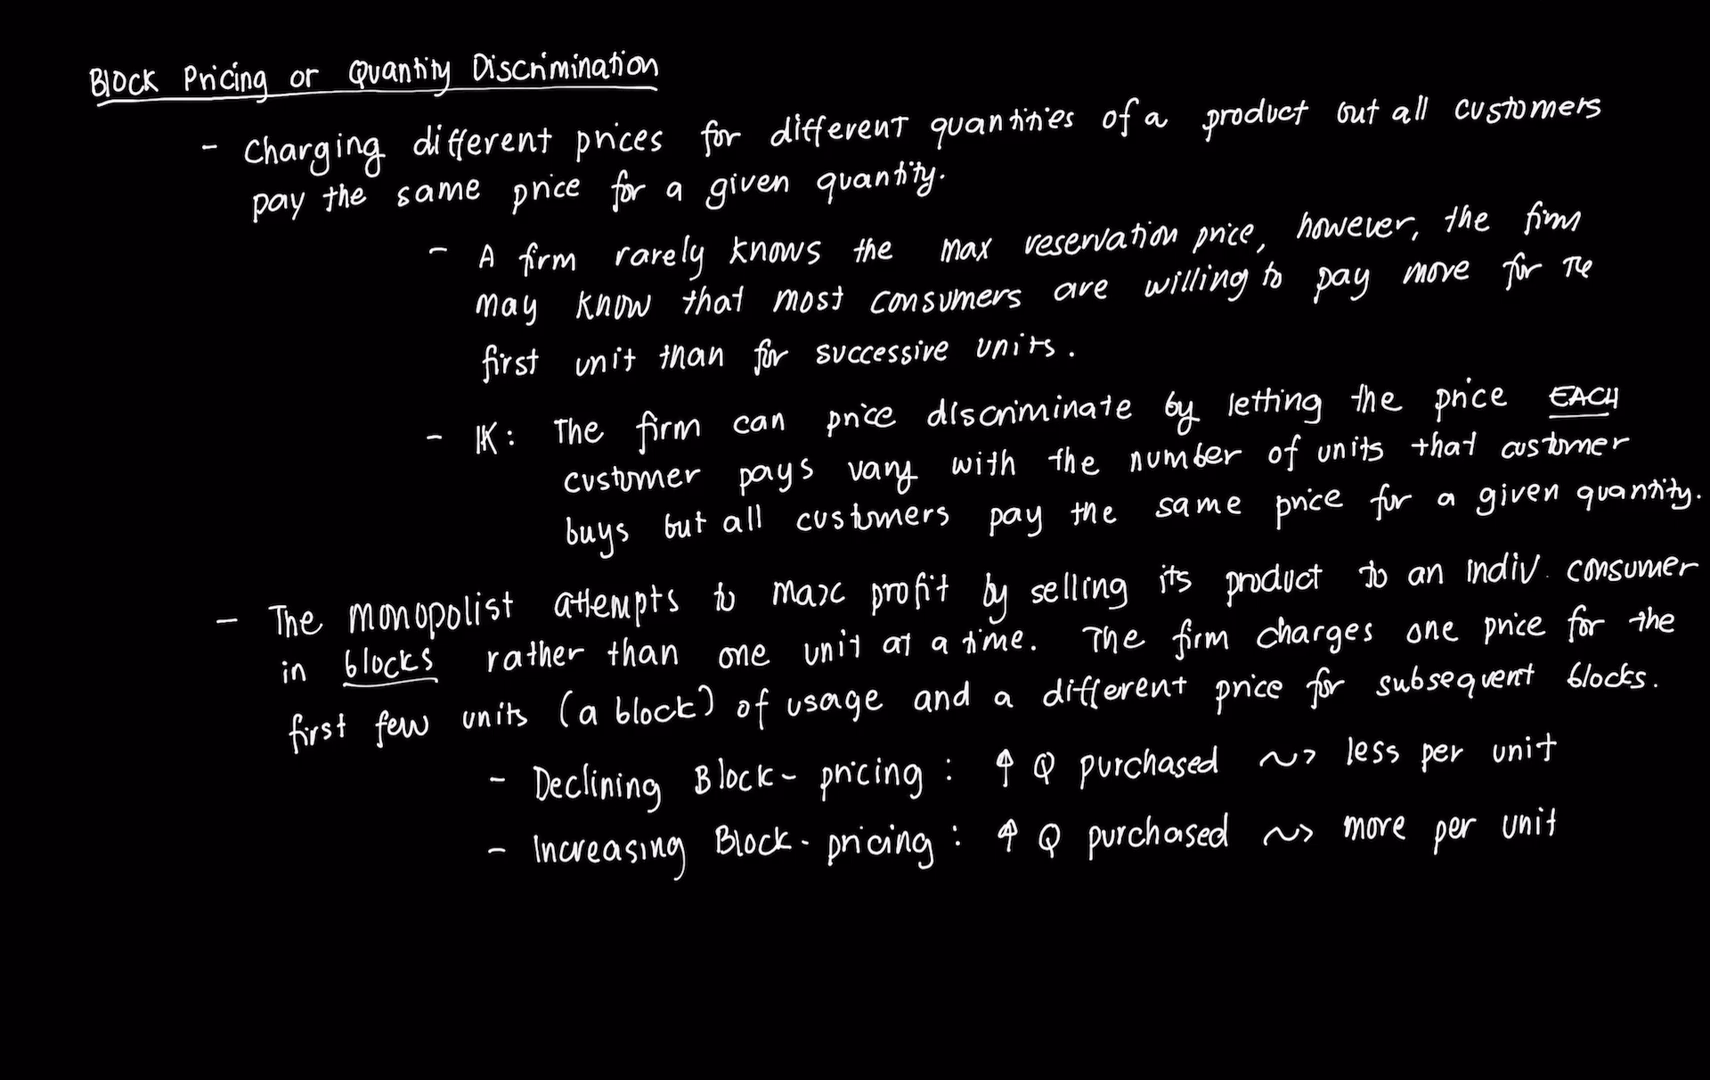 Block Pricing or Quantity Discrimination
- Charging different prices for different quantities of a product out all customers
pay the same price for a given quantity.
- A firm rarely knows the max reservation price, however, the firm
may know that most consumers are willing to pay more for the
first unit than for successive units.
- IK: The firm can price discriminate by letting the price EACH
customer pays vary with the number of units that customer
buys but all customers pay the same price for a given quantity.
- The monopolist attempts to max profit by selling its product to an indiv. consumer
in blocks rather than one unit at a time. The firm charges one price for the
first few units (a block) of usage and a different price for subsequent blocks.
- Declining Block-pricing: ↑ Q purchased ~> less per unit
- Increasing Block-pricing: ↑ Q purchased ~> more per unit